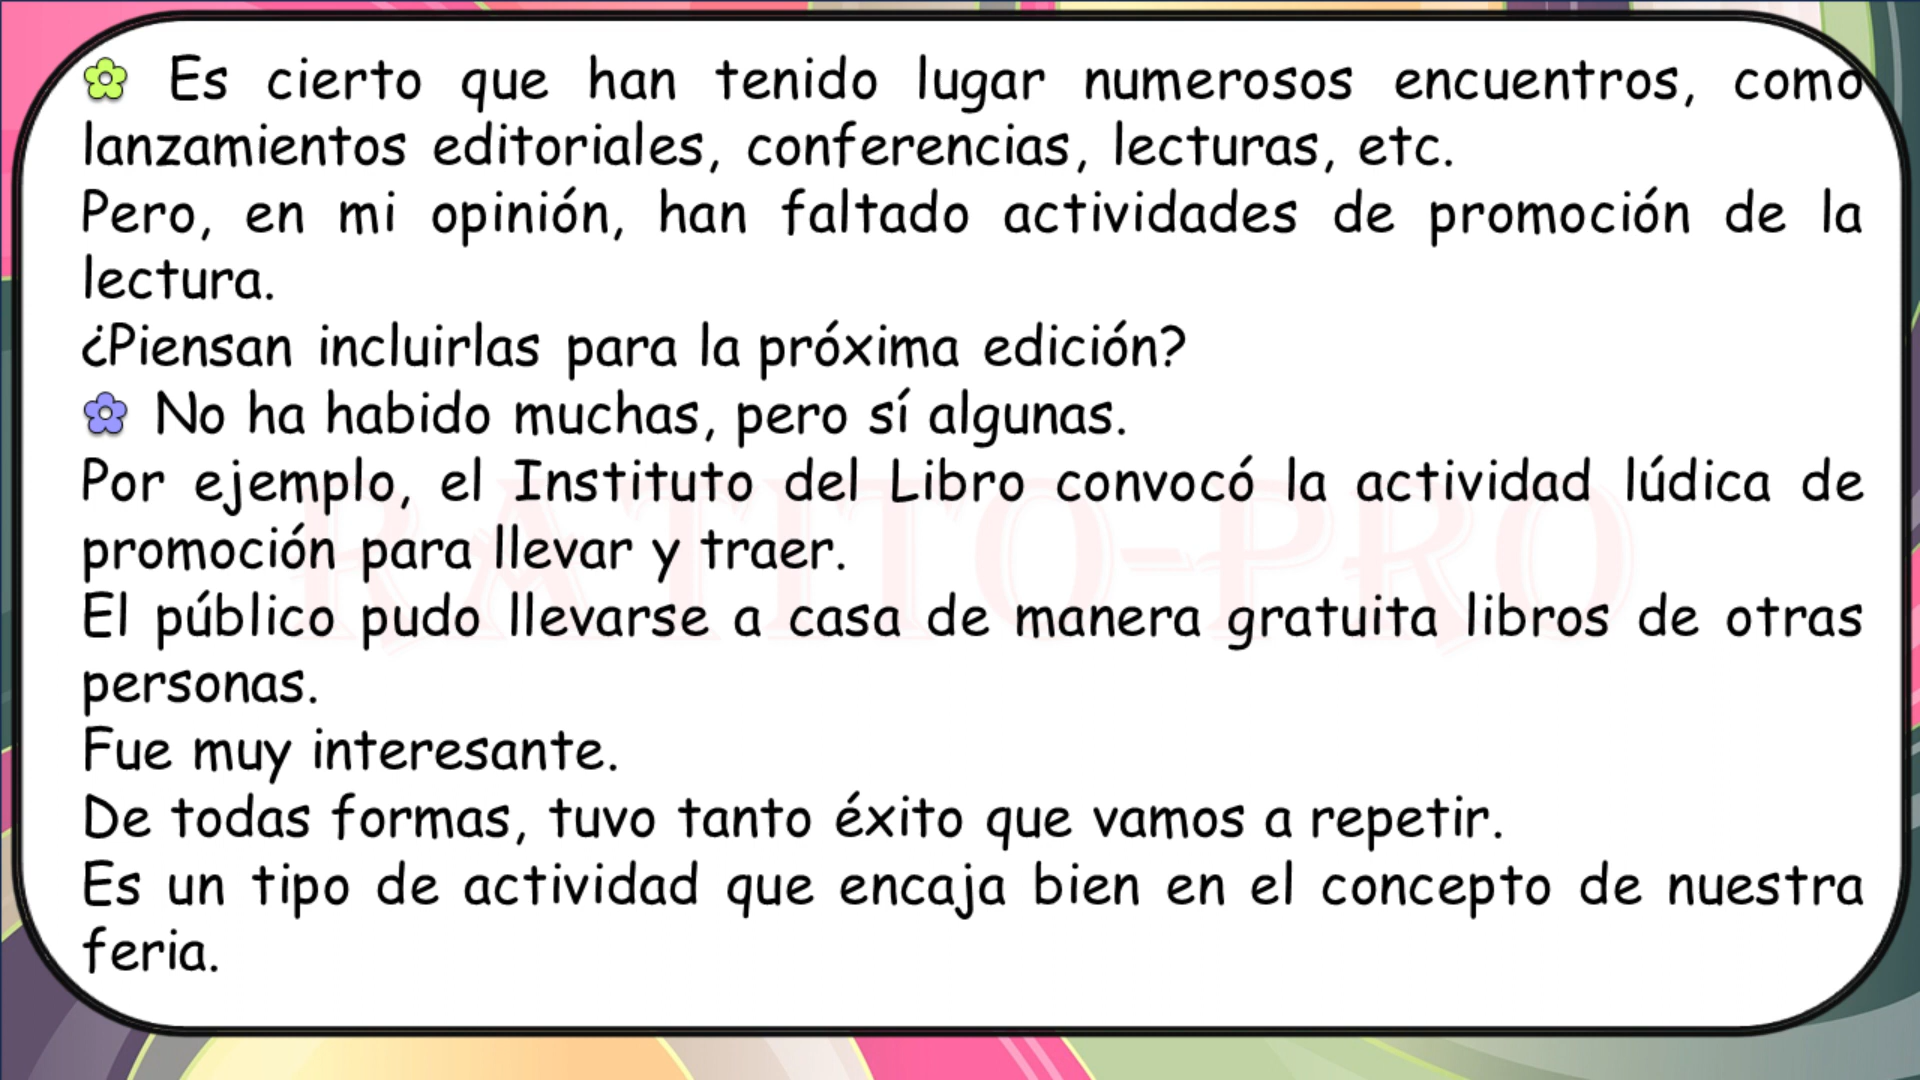 Es cierto que han tenido lugar numerosos encuentros, como
lanzamientos editoriales, conferencias, lecturas, etc.
Pero, en mi opinión, han faltado actividades de promoción de la
lectura.
¿Piensan incluirlas para la próxima edición?
No ha habido muchas, pero sí algunas.
Por ejemplo, el Instituto del Libro convocó la actividad lúdica de
promoción para llevar y traer.
RATITO-PRO
El público pudo llevarse a casa de manera gratuita libros de otras
personas.
Fue muy interesante.
De todas formas, tuvo tanto éxito que vamos a repetir.
Es un tipo de actividad que encaja bien en el concepto de nuestra
feria.